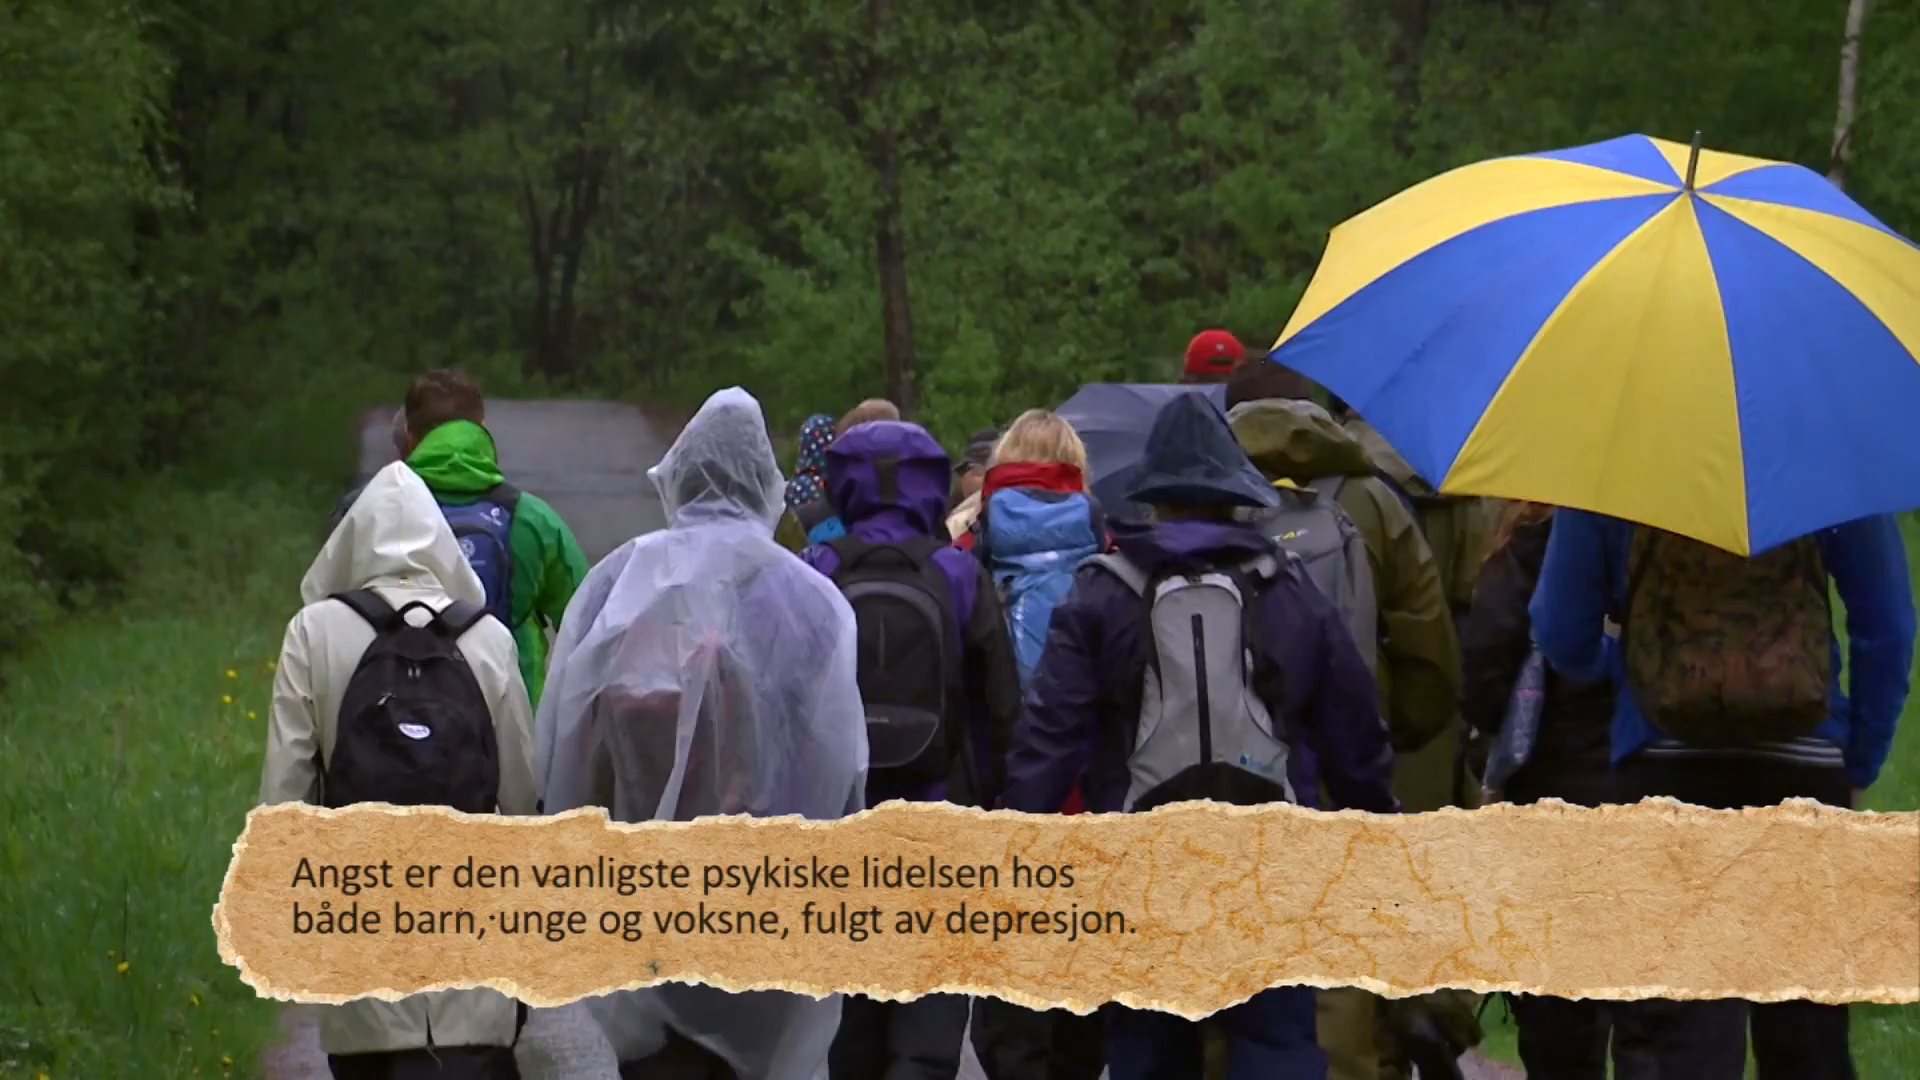 Angst er den vanligste psykiske lidelsen hos
både barn, unge og voksne, fulgt av depresjon.